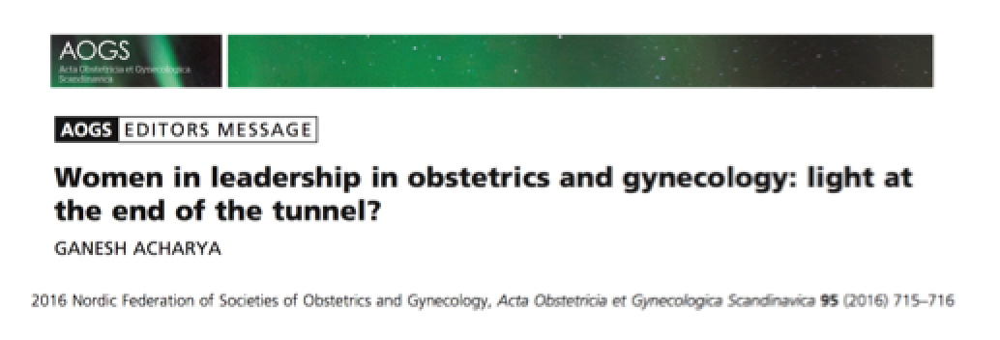 AOGS
Acta Obstetricia et Gynecologica
Scandinavica
AOGS EDITORS MESSAGE
Women in leadership in obstetrics and gynecology: light at
the end of the tunnel?
GANESH ACHARYA
2016 Nordic Federation of Societies of Obstetrics and Gynecology, Acta Obstetricia et Gynecologica Scandinavica 95 (2016) 715–716